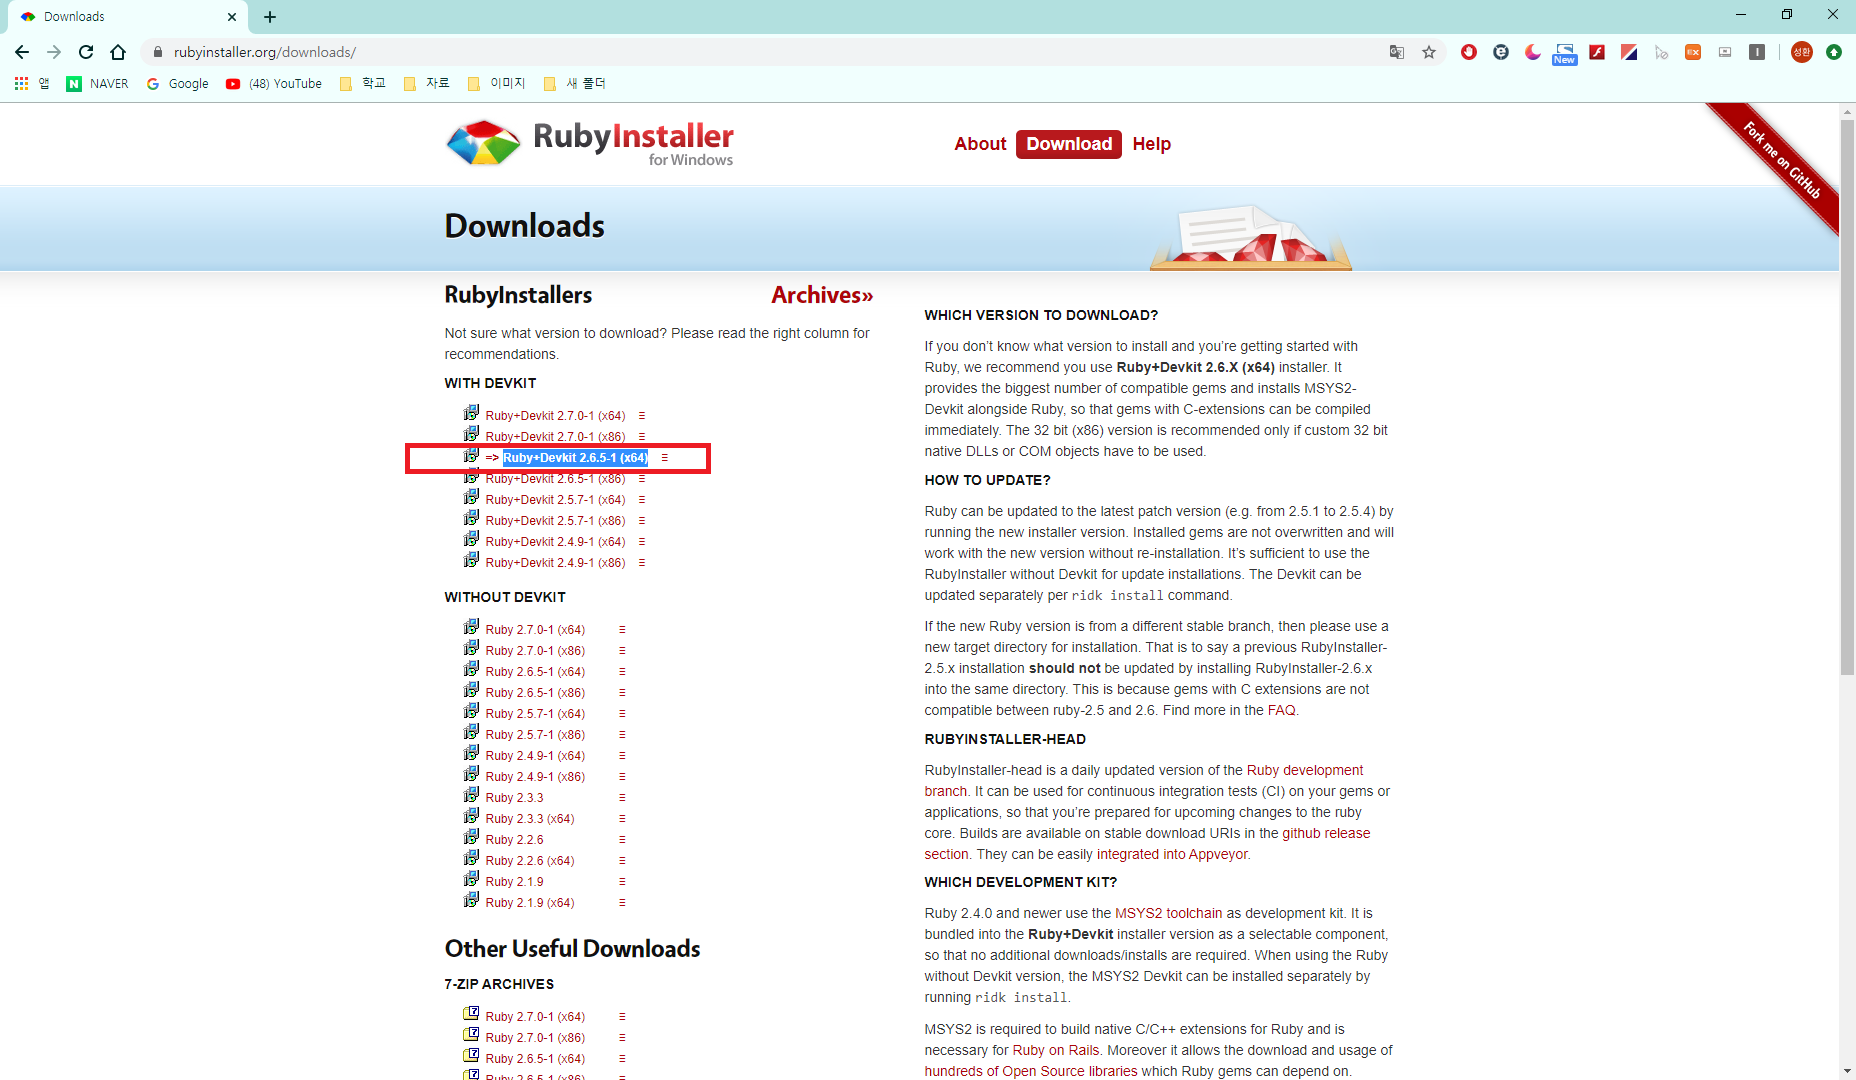 Downloads
rubyinstaller.org/downloads/
New
성환
앱
NAVER
Google
(48) YouTube
학교
자료
이미지
새 폴더
RubyInstaller
for Windows
About
Download
Help
Fork me on GitHub
Downloads
RubyInstallers
Archives»
Not sure what version to download? Please read the right column for
recommendations.
WITH DEVKIT
Ruby+Devkit 2.7.0-1 (x64)
Ruby+Devkit 2.7.0-1 (x86)
=> Ruby+Devkit 2.6.5-1 (x64)
Ruby+Devkit 2.6.5-1 (x86)
Ruby+Devkit 2.5.7-1 (x64)
Ruby+Devkit 2.5.7-1 (x86)
Ruby+Devkit 2.4.9-1 (x64)
Ruby+Devkit 2.4.9-1 (x86)
WITHOUT DEVKIT
Ruby 2.7.0-1 (x64)
Ruby 2.7.0-1 (x86)
Ruby 2.6.5-1 (x64)
Ruby 2.6.5-1 (x86)
Ruby 2.5.7-1 (x64)
Ruby 2.5.7-1 (x86)
Ruby 2.4.9-1 (x64)
Ruby 2.4.9-1 (x86)
Ruby 2.3.3
Ruby 2.3.3 (x64)
Ruby 2.2.6
Ruby 2.2.6 (x64)
Ruby 2.1.9
Ruby 2.1.9 (x64)
Other Useful Downloads
7-ZIP ARCHIVES
Ruby 2.7.0-1 (x64)
Ruby 2.7.0-1 (x86)
Ruby 2.6.5-1 (x64)
Ruby 2.6.5-1 (x86)
WHICH VERSION TO DOWNLOAD?
If you don’t know what version to install and you’re getting started with
Ruby, we recommend you use Ruby+Devkit 2.6.X (x64) installer. It
provides the biggest number of compatible gems and installs MSYS2-
Devkit alongside Ruby, so that gems with C-extensions can be compiled
immediately. The 32 bit (x86) version is recommended only if custom 32 bit
native DLLs or COM objects have to be used.
HOW TO UPDATE?
Ruby can be updated to the latest patch version (e.g. from 2.5.1 to 2.5.4) by
running the new installer version. Installed gems are not overwritten and will
work with the new version without re-installation. It’s sufficient to use the
RubyInstaller without Devkit for update installations. The Devkit can be
updated separately per ridk install command.
If the new Ruby version is from a different stable branch, then please use a
new target directory for installation. That is to say a previous RubyInstaller-
2.5.x installation should not be updated by installing RubyInstaller-2.6.x
into the same directory. This is because gems with C extensions are not
compatible between ruby-2.5 and 2.6. Find more in the FAQ.
RUBYINSTALLER-HEAD
RubyInstaller-head is a daily updated version of the Ruby development
branch. It can be used for continuous integration tests (CI) on your gems or
applications, so that you’re prepared for upcoming changes to the ruby
core. Builds are available on stable download URIs in the github release
section. They can be easily integrated into Appveyor.
WHICH DEVELOPMENT KIT?
Ruby 2.4.0 and newer use the MSYS2 toolchain as development kit. It is
bundled into the Ruby+Devkit installer version as a selectable component,
so that no additional downloads/installs are required. When using the Ruby
without Devkit version, the MSYS2 Devkit can be installed separately by
running ridk install.
MSYS2 is required to build native C/C++ extensions for Ruby and is
necessary for Ruby on Rails. Moreover it allows the download and usage of
hundreds of Open Source libraries which Ruby gems can depend on.